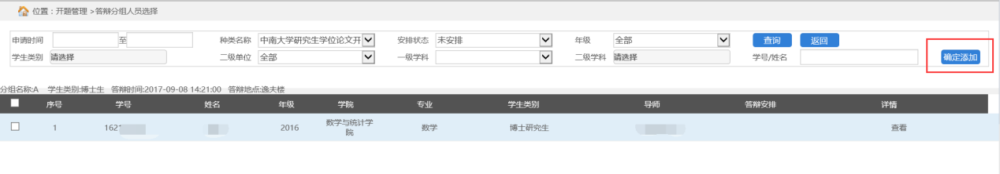 位置：开题管理 >答辩分组人员选择
申请时间 至 种类名称 中南大学研究生学位论文开 安排状态 未安排 年级 全部 查询 返回
学生类别 请选择 二级单位 全部 一级学科 二级学科 请选择 学号/姓名 确定添加
分组名称:A 学生类别:博士生 答辩时间:2017-09-08 14:21:00 答辩地点:逸夫楼
序号 学号 姓名 年级 学院 专业 学生类别 导师 答辩安排 详情
1 162 2016 数学与统计学 数学 博士研究生 查看
院